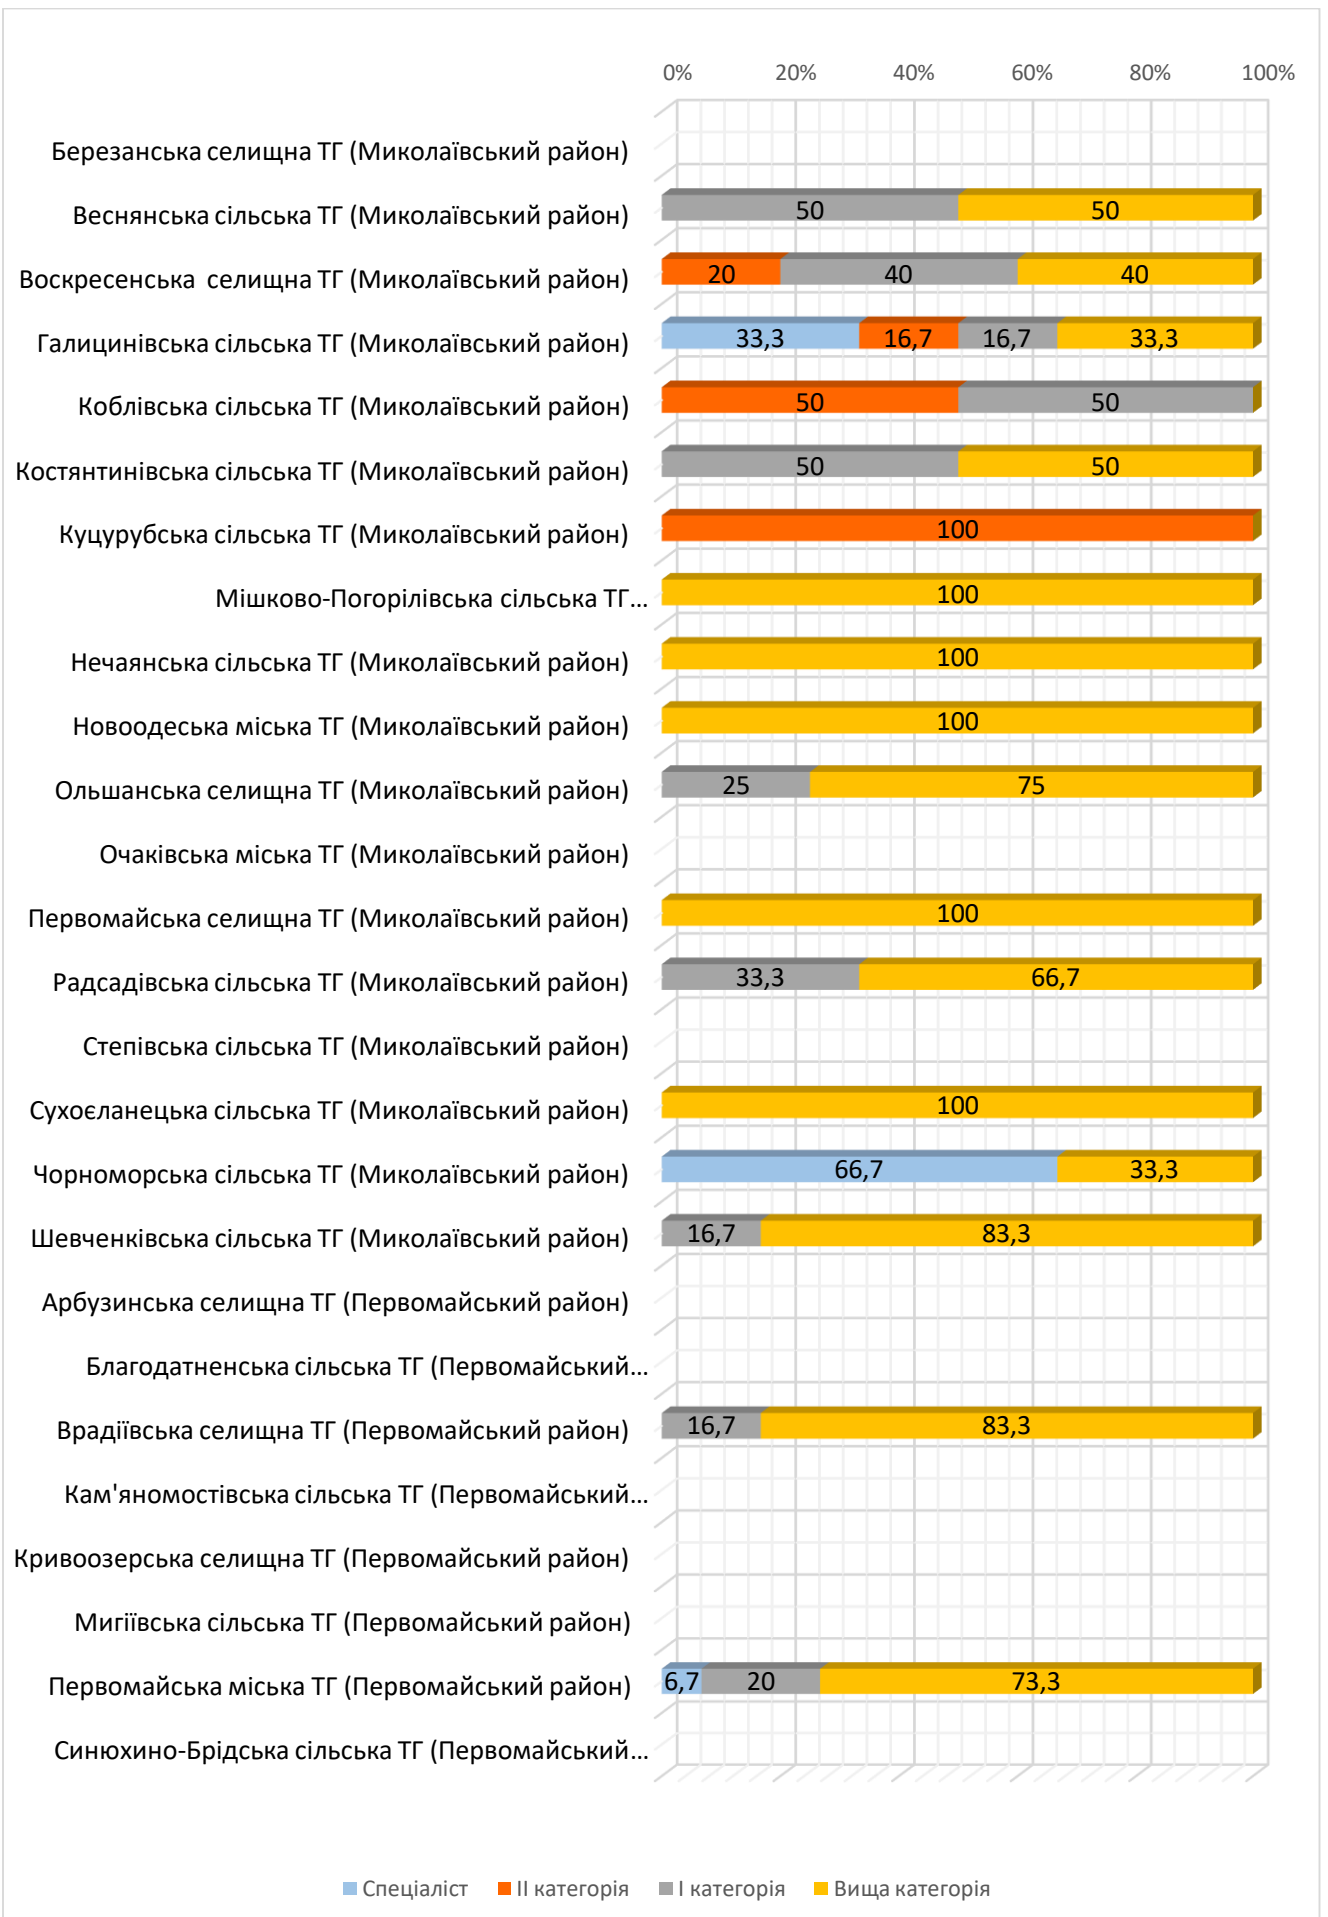 0% 20% 40% 60% 80% 100%
Березанська селищна ТГ (Миколаївський район)
Веснянська сільська ТГ (Миколаївський район) 50 50
Воскресенська селищна ТГ (Миколаївський район) 20 40 40
Галицинівська сільська ТГ (Миколаївський район) 33,3 16,7 16,7 33,3
Коблівська сільська ТГ (Миколаївський район) 50 50
Костянтинівська сільська ТГ (Миколаївський район) 50 50
Куцурубська сільська ТГ (Миколаївський район) 100
Мішково-Погорілівська сільська ТГ... 100
Нечаянська сільська ТГ (Миколаївський район) 100
Новоодеська міська ТГ (Миколаївський район) 100
Ольшанська селищна ТГ (Миколаївський район) 25 75
Очаківська міська ТГ (Миколаївський район)
Первомайська селищна ТГ (Миколаївський район) 100
Радсадівська сільська ТГ (Миколаївський район) 33,3 66,7
Степівська сільська ТГ (Миколаївський район)
Сухоєланецька сільська ТГ (Миколаївський район) 100
Чорноморська сільська ТГ (Миколаївський район) 66,7 33,3
Шевченківська сільська ТГ (Миколаївський район) 16,7 83,3
Арбузинська селищна ТГ (Первомайський район)
Благодатненська сільська ТГ (Первомайський...
Врадіївська селищна ТГ (Первомайський район) 16,7 83,3
Кам'яномостівська сільська ТГ (Первомайський...
Кривоозерська селищна ТГ (Первомайський район)
Мигіївська сільська ТГ (Первомайський район)
Первомайська міська ТГ (Первомайський район) 6,7 20 73,3
Синюхино-Брідська сільська ТГ (Первомайський...
Спеціаліст ІІ категорія І категорія Вища категорія